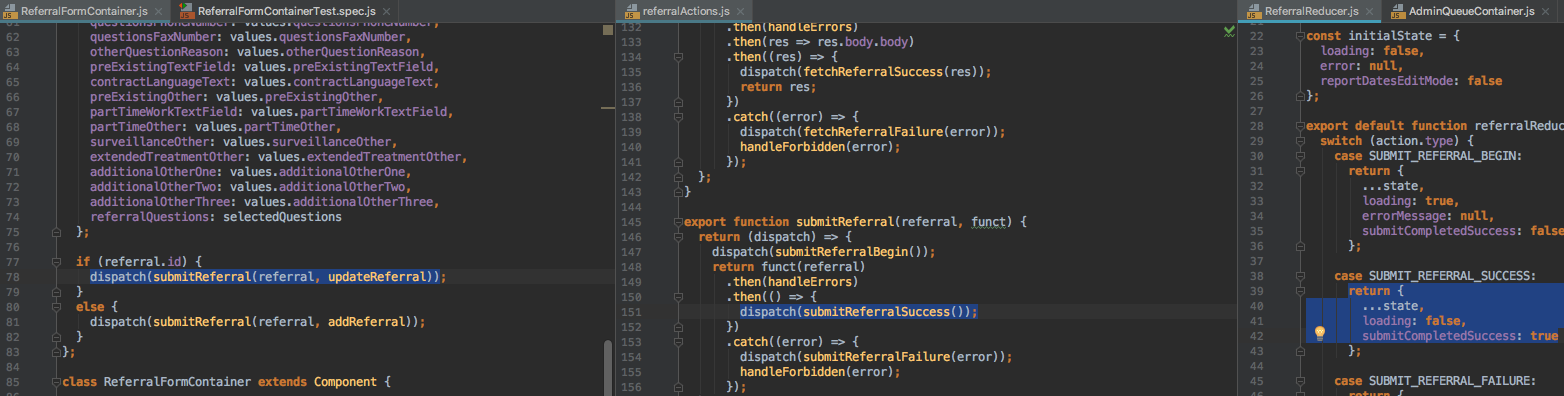 ReferralFormContainer.js
ReferralFormContainerTest.spec.js
61 questionsPhoneNumber: values.questionsPhoneNumber,
62 questionsFaxNumber: values.questionsFaxNumber,
63 otherQuestionReason: values.otherQuestionReason,
64 preExistingTextField: values.preExistingTextField,
65 contractLanguageText: values.contractLanguageText,
66 preExistingOther: values.preExistingOther,
67 partTimeWorkTextField: values.partTimeWorkTextField,
68 partTimeOther: values.partTimeOther,
69 surveillanceOther: values.surveillanceOther,
70 extendedTreatmentOther: values.extendedTreatmentOther,
71 additionalOtherOne: values.additionalOtherOne,
72 additionalOtherTwo: values.additionalOtherTwo,
73 additionalOtherThree: values.additionalOtherThree,
74 referralQuestions: selectedQuestions
75 };
76
77 if (referral.id) {
78 dispatch(submitReferral(referral, updateReferral));
79 }
80 else {
81 dispatch(submitReferral(referral, addReferral));
82 }
83 };
84
85 class ReferralFormContainer extends Component {
referralActions.js
132 .then(handleErrors)
133 .then(res => res.body.body)
134 .then((res) => {
135 dispatch(fetchReferralSuccess(res));
136 return res;
137 })
138 .catch((error) => {
139 dispatch(fetchReferralFailure(error));
140 handleForbidden(error);
141 });
142 };
143 }
144
145 export function submitReferral(referral, funct) {
146 return (dispatch) => {
147 dispatch(submitReferralBegin());
148 return funct(referral)
149 .then(handleErrors)
150 .then(() => {
151 dispatch(submitReferralSuccess());
152 })
153 .catch((error) => {
154 dispatch(submitReferralFailure(error));
155 handleForbidden(error);
156 });
ReferralReducer.js
AdminQueueContainer.js
22 const initialState = {
23 loading: false,
24 error: null,
25 reportDatesEditMode: false
26 };
27
28 export default function referralReduc
29 switch (action.type) {
30 case SUBMIT_REFERRAL_BEGIN:
31 return {
32 ...state,
33 loading: true,
34 errorMessage: null,
35 submitCompletedSuccess: false
36 };
37
38 case SUBMIT_REFERRAL_SUCCESS:
39 return {
40 ...state,
41 loading: false,
42 submitCompletedSuccess: true
43 };
44
45 case SUBMIT_REFERRAL_FAILURE:
46 return {